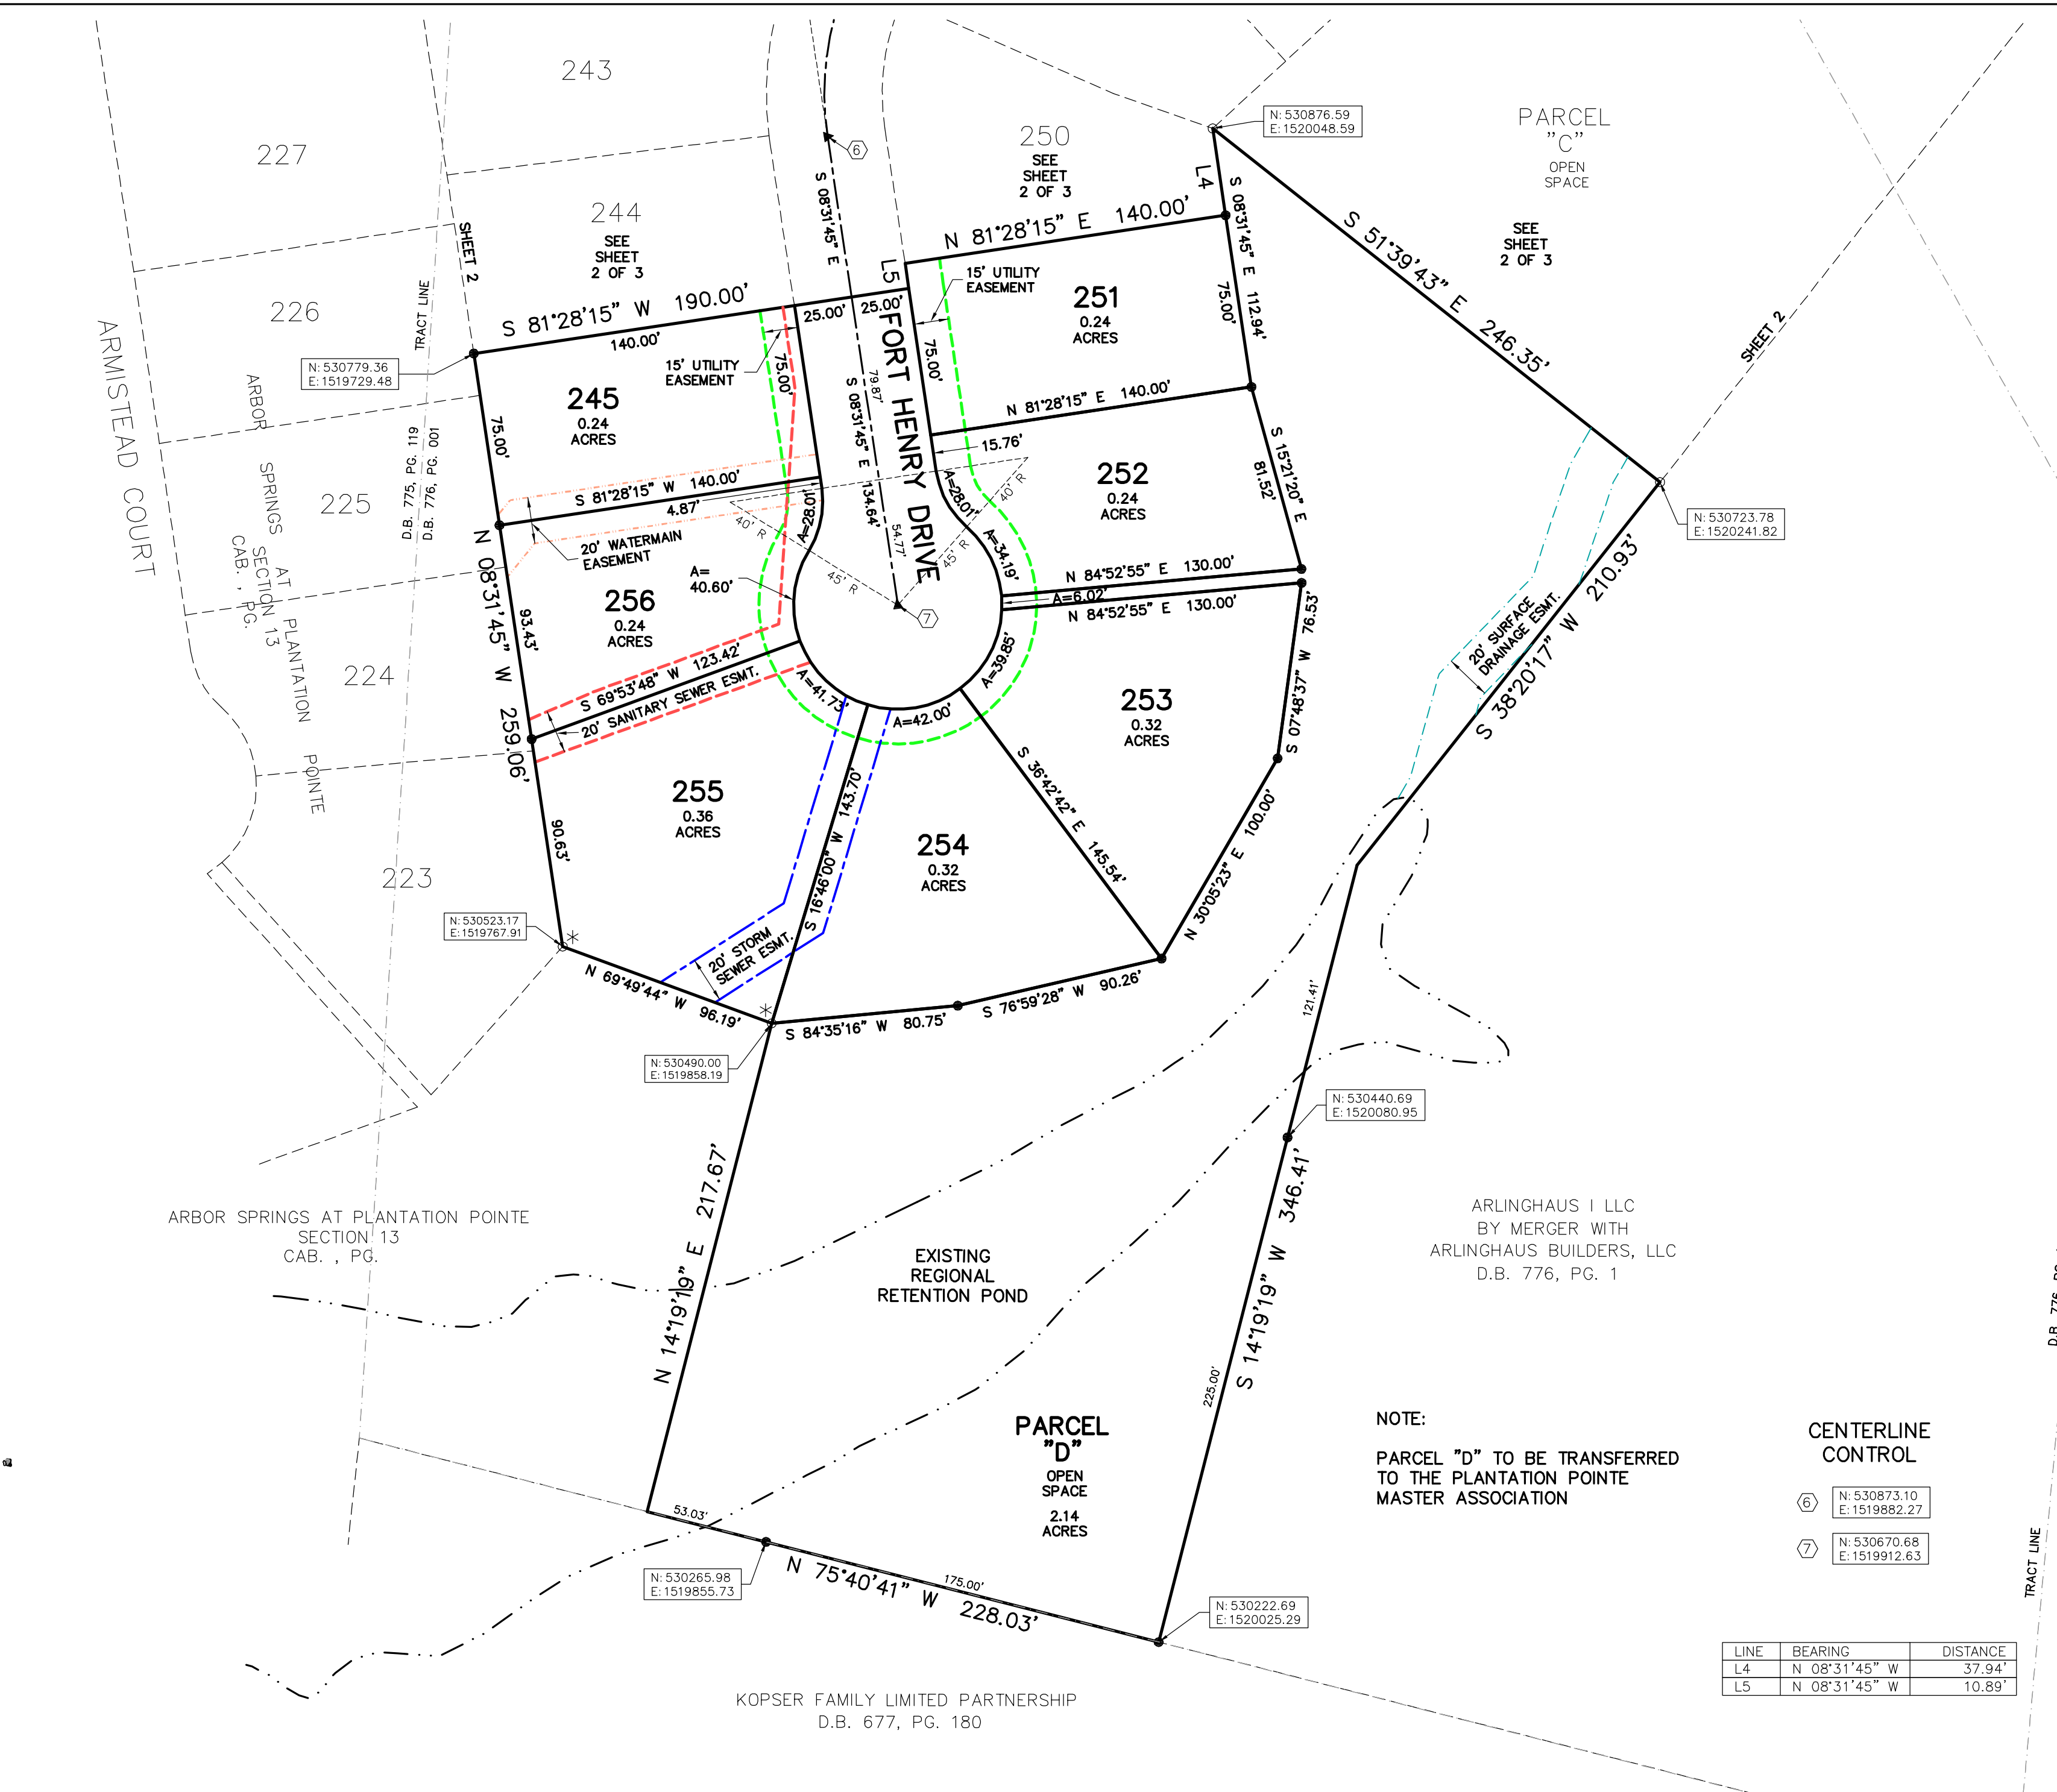 243
227
244
SEE
SHEET
2 OF 3
SHEET 2
TRACT LINE
226
ARMISTEAD COURT
N: 530779.36
E: 1519729.48
ARBOR SPRINGS AT PLANTATION POINTE
SECTION 13
CAB. , PG.
225
D.B. 775, PG. 119
D.B. 776, PG. 001
224
223
6
S 08°31'45" E
250
SEE
SHEET
2 OF 3
L4
S 08°31'45" E 112.94'
75.00'
N: 530876.59
E: 1520048.59
PARCEL
"C"
OPEN
SPACE
SEE
SHEET
2 OF 3
S 51°39'43" E 246.35'
SHEET 2
N: 530723.78
E: 1520241.82
N 81°28'15" E 140.00'
L5
15' UTILITY
EASEMENT
251
0.24
ACRES
S 81°28'15" W 190.00'
140.00'
25.00'
25.00'
15' UTILITY
EASEMENT
75.00'
75.00'
FORT HENRY DRIVE
79.87'
S 08°31'45" E 134.64'
54.77'
245
0.24
ACRES
75.00'
S 81°28'15" W 140.00'
4.87'
20' WATERMAIN
EASEMENT
N 81°28'15" E 140.00'
15.76'
252
0.24
ACRES
S 15°21'20" E
81.52'
A=28.01'
A=28.01'
40' R
40' R
45' R
45' R
A=34.19'
N 84°52'55" E 130.00'
A=6.02'
N 84°52'55" E 130.00'
7
A=
40.60'
256
0.24
ACRES
N 08°31'45" W 259.06'
93.43'
S 69°53'48" W 123.42'
20' SANITARY SEWER ESMT.
A=41.73'
A=42.00'
A=39.85'
253
0.32
ACRES
S 07°48'37" W 76.53'
20' SURFACE
DRAINAGE ESMT.
S 38°20'17" W 210.93'
255
0.36
ACRES
90.63'
S 16°46'00" W 143.70'
254
0.32
ACRES
S 36°42'42" E 145.54'
N 30°05'23" E 100.00'
N: 530523.17
E: 1519767.91
20' STORM
SEWER ESMT.
N 69°49'44" W 96.19'
S 84°35'16" W 80.75'
S 76°59'28" W 90.26'
N: 530490.00
E: 1519858.19
121.41'
N: 530440.69
E: 1520080.95
N 14°19'19" E 217.67'
S 14°19'19" W 346.41'
225.00'
ARBOR SPRINGS AT PLANTATION POINTE
SECTION 13
CAB. , PG.
EXISTING
REGIONAL
RETENTION POND
ARLINGHAUS I LLC
BY MERGER WITH
ARLINGHAUS BUILDERS, LLC
D.B. 776, PG. 1
PARCEL
"D"
OPEN
SPACE
2.14
ACRES
53.03'
N 75°40'41" W 228.03'
175.00'
N: 530265.98
E: 1519855.73
N: 530222.69
E: 1520025.29
NOTE:
PARCEL "D" TO BE TRANSFERRED
TO THE PLANTATION POINTE
MASTER ASSOCIATION
CENTERLINE
CONTROL
6 N: 530873.10
E: 1519882.27
7 N: 530670.68
E: 1519912.63
TRACT LINE
D.B. 776,
KOPSER FAMILY LIMITED PARTNERSHIP
D.B. 677, PG. 180
LINE BEARING DISTANCE
L4 N 08°31'45" W 37.94'
L5 N 08°31'45" W 10.89'